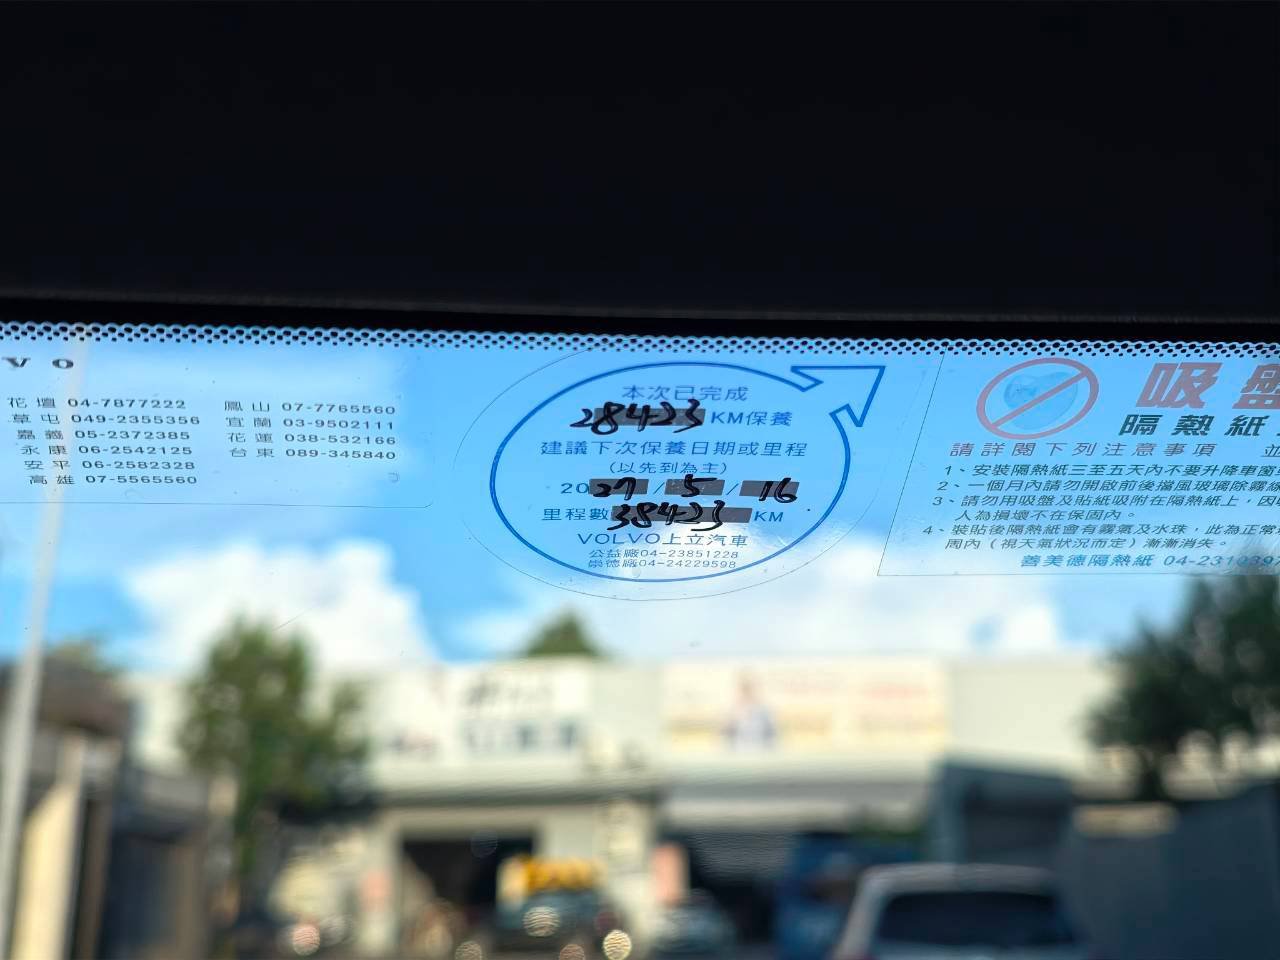 V O
花壇 04-7877222
草屯 049-2355356
嘉義 05-2372385
永康 06-2542125
安平 06-2582328
高雄 07-5565560
鳳山 07-7765560
宜蘭 03-9502111
花蓮 038-532166
台東 089-345840
本次已完成
28423 KM保養
建議下次保養日期或里程
(以先到為主)
2027 / 5 / 16
里程數 38423 KM
VOLVO上立汽車
公益廠04-23851228
崇德廠04-24229598
吸盤
隔熱紙
請詳閱下列注意事項 並
1、安裝隔熱紙三至五天內不要升降車窗
2、一個月內請勿開啟前後擋風玻璃除霧線
3、請勿用吸盤及貼紙吸附在隔熱紙上，因
人為損壞不在保固內。
4、裝貼後隔熱紙會有霧氣及水珠，此為正常
周內（視天氣狀況而定）漸漸消失。
善美德隔熱紙 04-2310397